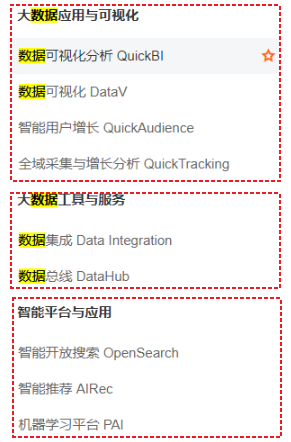 大数据应用与可视化
数据可视化分析 QuickBI
数据可视化 DataV
智能用户增长 QuickAudience
全域采集与增长分析 QuickTracking
大数据工具与服务
数据集成 Data Integration
数据总线 DataHub
智能平台与应用
智能开放搜索 OpenSearch
智能推荐 AIRec
机器学习平台 PAI